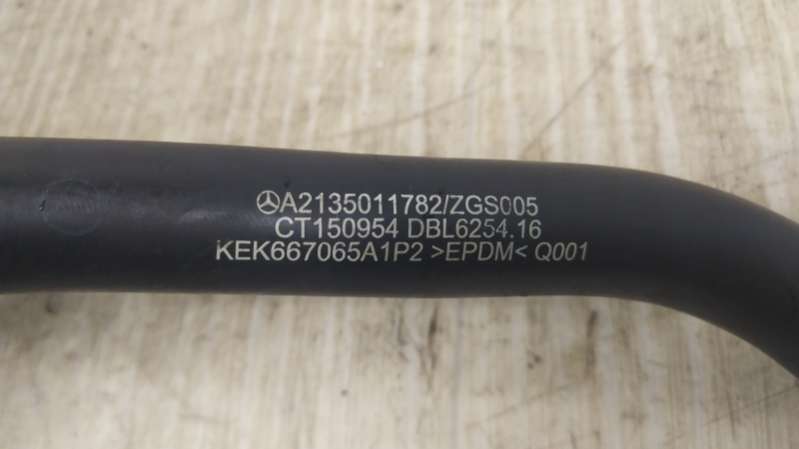 A2135011782/ZGS005
CT150954 DBL6254.16
KEK667065A1P2 >EPDM< Q001